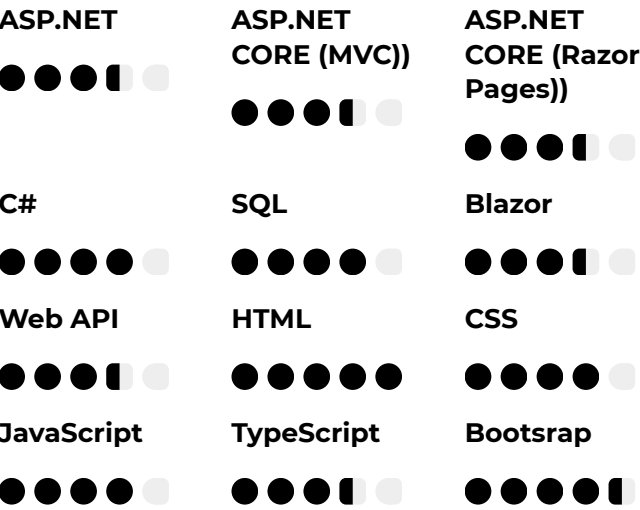 ASP.NET
ASP.NET
CORE (MVC))
ASP.NET
CORE (Razor
Pages))
C#
SQL
Blazor
Web API
HTML
CSS
JavaScript
TypeScript
Bootsrap